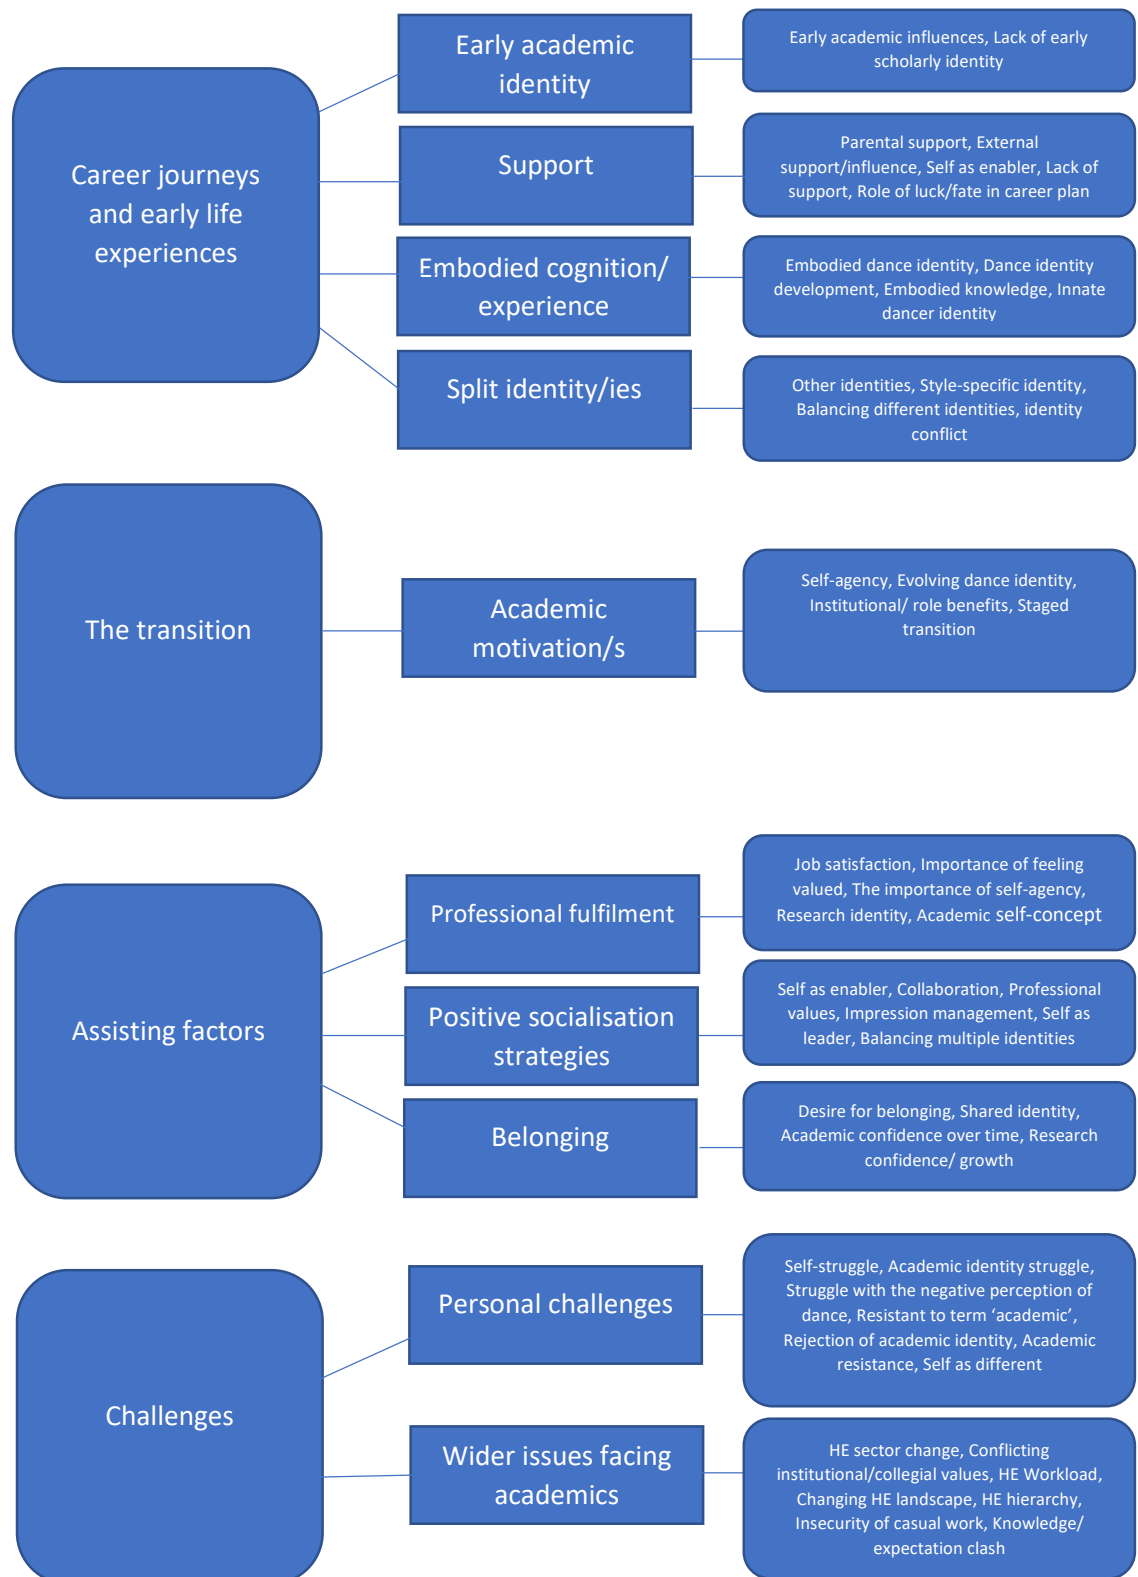 Career journeys
and early life
experiences
Early academic
identity
Early academic influences, Lack of early
scholarly identity
Support
Parental support, External
support/influence, Self as enabler, Lack of
support, Role of luck/fate in career plan
Embodied cognition/
experience
Embodied dance identity, Dance identity
development, Embodied knowledge, Innate
dancer identity
Split identity/ies
Other identities, Style-specific identity,
Balancing different identities, identity
conflict
The transition
Academic
motivation/s
Self-agency, Evolving dance identity,
Institutional/ role benefits, Staged
transition
Assisting factors
Professional fulfilment
Job satisfaction, Importance of feeling
valued, The importance of self-agency,
Research identity, Academic self-concept
Positive socialisation
strategies
Self as enabler, Collaboration, Professional
values, Impression management, Self as
leader, Balancing multiple identities
Belonging
Desire for belonging, Shared identity,
Academic confidence over time, Research
confidence/ growth
Challenges
Personal challenges
Self-struggle, Academic identity struggle,
Struggle with the negative perception of
dance, Resistant to term ‘academic’,
Rejection of academic identity, Academic
resistance, Self as different
Wider issues facing
academics
HE sector change, Conflicting
institutional/collegial values, HE Workload,
Changing HE landscape, HE hierarchy,
Insecurity of casual work, Knowledge/
expectation clash